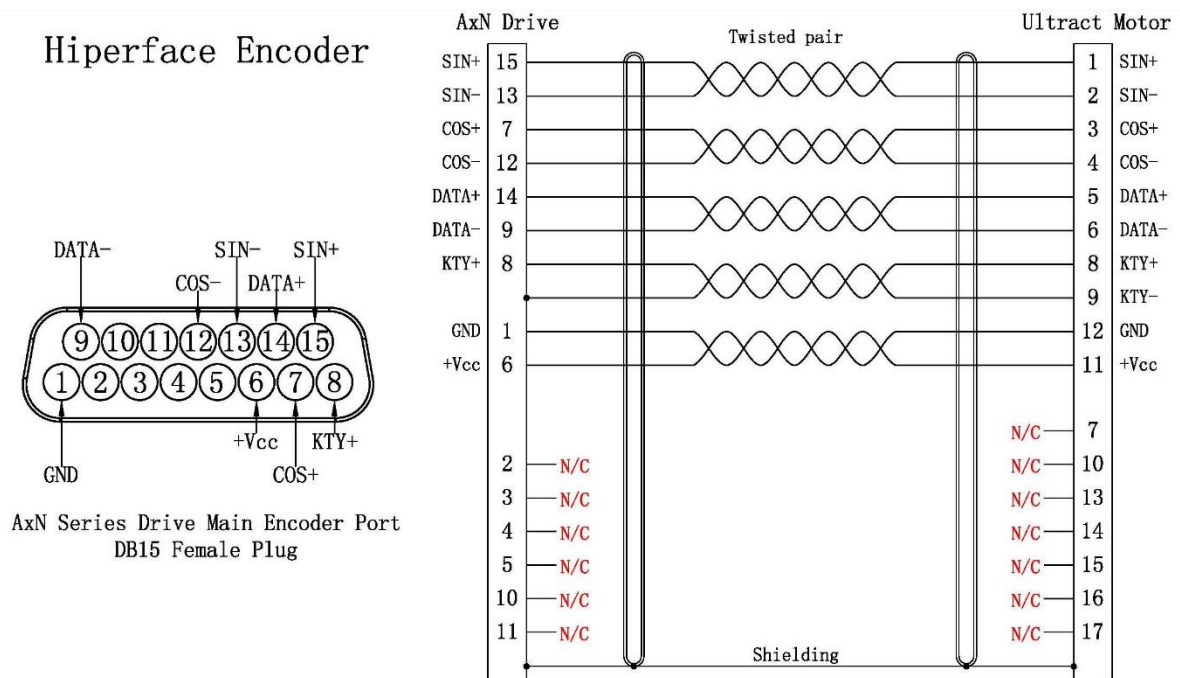 Hiperface Encoder
DATA- SIN- SIN+
COS- DATA+
9 10 11 12 13 14 15
1 2 3 4 5 6 7 8
+Vcc KTY+
GND COS+
AxN Series Drive Main Encoder Port
DB15 Female Plug
AxN Drive Ultract Motor
Twisted pair
SIN+ 15 1 SIN+
SIN- 13 2 SIN-
COS+ 7 3 COS+
COS- 12 4 COS-
DATA+ 14 5 DATA+
DATA- 9 6 DATA-
KTY+ 8 8 KTY+
9 KTY-
GND 1 12 GND
+Vcc 6 11 +Vcc
N/C 7
2 N/C N/C 10
3 N/C N/C 13
4 N/C N/C 14
5 N/C N/C 15
10 N/C N/C 16
11 N/C N/C 17
Shielding